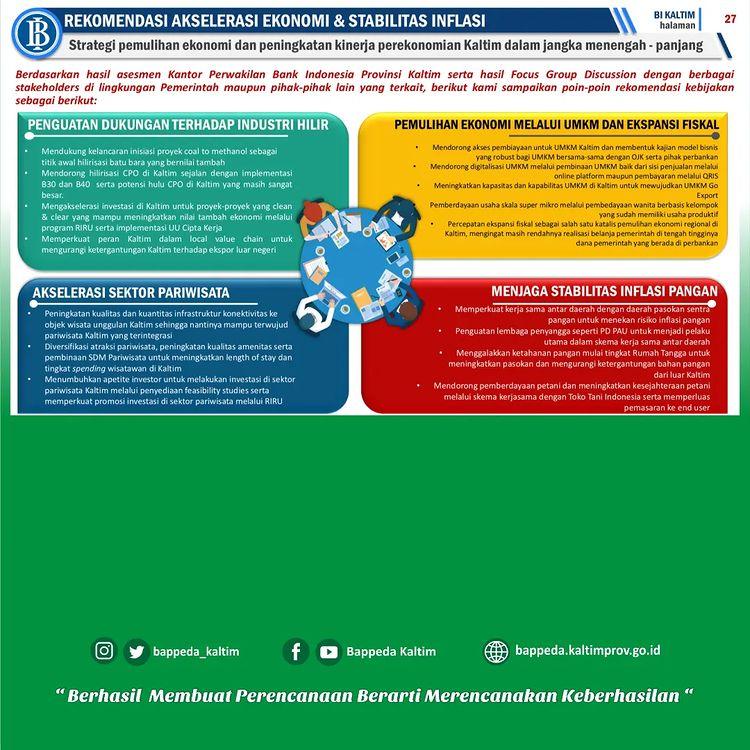 REKOMENDASI AKSELERASI EKONOMI & STABILITAS INFLASI
BI KALTIM
halaman
27
Strategi pemulihan ekonomi dan peningkatan kinerja perekonomian Kaltim dalam jangka menengah - panjang
Berdasarkan hasil asesmen Kantor Perwakilan Bank Indonesia Provinsi Kaltim serta hasil Focus Group Discussion dengan berbagai
stakeholders di lingkungan Pemerintah maupun pihak-pihak lain yang terkait, berikut kami sampaikan poin-poin rekomendasi kebijakan
sebagai berikut:
PENGUATAN DUKUNGAN TERHADAP INDUSTRI HILIR
• Mendukung kelancaran inisiasi proyek coal to methanol sebagai
titik awal hilirisasi batu bara yang bernilai tambah
• Mendorong hilirisasi CPO di Kaltim sejalan dengan implementasi
B30 dan B40 serta potensi hulu CPO di Kaltim yang masih sangat
besar.
• Mengakselerasi investasi di Kaltim untuk proyek-proyek yang clean
& clear yang mampu meningkatkan nilai tambah ekonomi melalui
program RIRU serta implementasi UU Cipta Kerja
• Memperkuat peran Kaltim dalam local value chain untuk
mengurangi ketergantungan Kaltim terhadap ekspor luar negeri
PEMULIHAN EKONOMI MELALUI UMKM DAN EKSPANSI FISKAL
• Mendorong akses pembiayaan untuk UMKM Kaltim dan membentuk kajian model bisnis
yang robust bagi UMKM bersama-sama dengan OJK serta pihak perbankan
• Mendorong digitalisasi UMKM melalui pembinaan UMKM baik dari sisi penjualan melalui
online platform maupun pembayaran melalui QRIS
• Meningkatkan kapasitas dan kapabilitas UMKM di Kaltim untuk mewujudkan UMKM Go
Export
Pemberdayaan usaha skala super mikro melalui pembedayaan wanita berbasis kelompok
yang sudah memiliki usaha produktif
• Percepatan ekspansi fiskal sebagai salah satu katalis pemulihan ekonomi regional di
Kaltim, mengingat masih rendahnya realisasi belanja pemerintah di tengah tingginya
dana pemerintah yang berada di perbankan
AKSELERASI SEKTOR PARIWISATA
• Peningkatan kualitas dan kuantitas infrastruktur konektivitas ke
objek wisata unggulan Kaltim sehingga nantinya mampu terwujud
pariwisata Kaltim yang terintegrasi
• Diversifikasi atraksi pariwisata, peningkatan kualitas amenitas serta
pembinaan SDM Pariwisata untuk meningkatkan length of stay dan
tingkat spending wisatawan di Kaltim
• Menumbuhkan apetite investor untuk melakukan investasi di sektor
pariwisata Kaltim melalui penyediaan feasibility studies serta
memperkuat promosi investasi di sektor pariwisata melalui RIRU
MENJAGA STABILITAS INFLASI PANGAN
• Memperkuat kerja sama antar daerah dengan daerah pasokan sentra
pangan untuk menekan risiko inflasi pangan
• Penguatan lembaga penyangga seperti PD PAU untuk menjadi pelaku
utama dalam skema kerja sama antar daerah
• Menggalakkan ketahanan pangan mulai tingkat Rumah Tangga untuk
meningkatkan pasokan dan mengurangi ketergantungan bahan pangan
dari luar Kaltim
• Mendorong pemberdayaan petani dan meningkatkan kesejahteraan petani
melalui skema kerjasama dengan Toko Tani Indonesia serta memperluas
pemasaran ke end user
bappeda_kaltim
Bappeda Kaltim
bappeda.kaltimprov.go.id
“ Berhasil Membuat Perencanaan Berarti Merencanakan Keberhasilan “